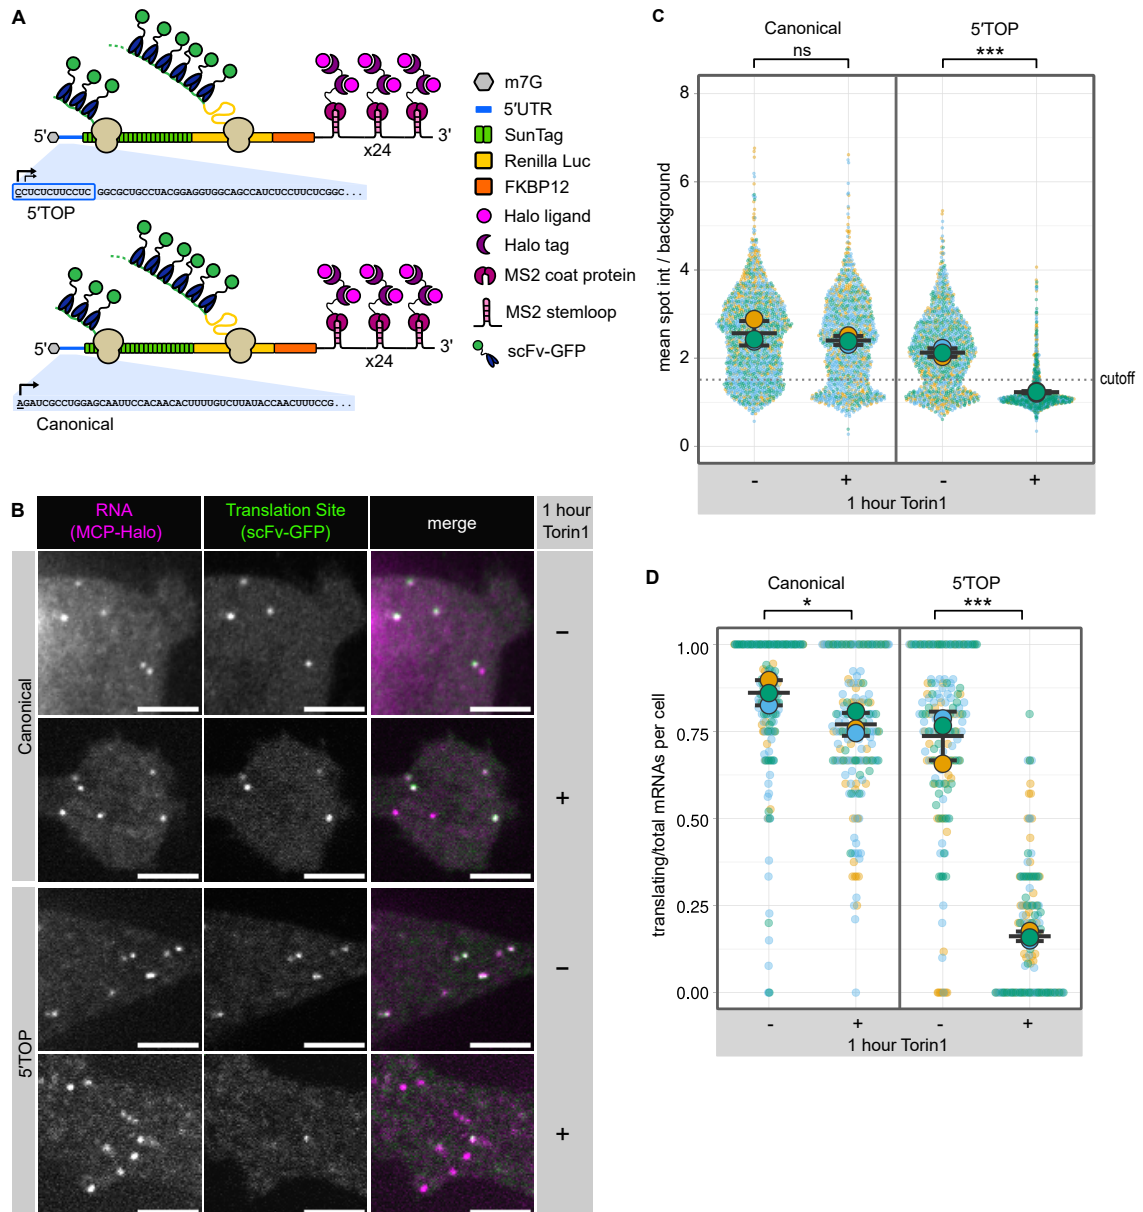 A
5'
3'
x24
CCUCUCUUCCUC GGCGCUGCCUACGGAGGUGGCAGCCAUCUCCUUCUCGGC...
5'TOP
5'
3'
x24
AGAUCGCCUGGAGCAAUUCCACAACACUUUUGUCUUAUACCAACUUUCCG...
Canonical
m7G
5'UTR
SunTag
Renilla Luc
FKBP12
Halo ligand
Halo tag
MS2 coat protein
MS2 stemloop
scFv-GFP
B
RNA
(MCP-Halo)
Translation Site
(scFv-GFP)
merge
1 hour
Torin1
Canonical
–
+
5'TOP
–
+
C
Canonical
5'TOP
ns
***
mean spot int / background
8
6
4
2
0
cutoff
- + - +
1 hour Torin1
D
Canonical
5'TOP
*
***
translating/total mRNAs per cell
1.00
0.75
0.50
0.25
0.00
- + - +
1 hour Torin1